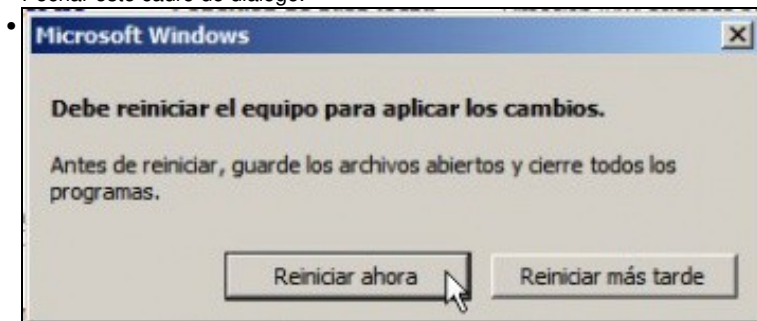 Microsoft Windows
Debe reiniciar el equipo para aplicar los cambios.
Antes de reiniciar, guarde los archivos abiertos y cierre todos los
programas.
Reiniciar ahora
Reiniciar más tarde